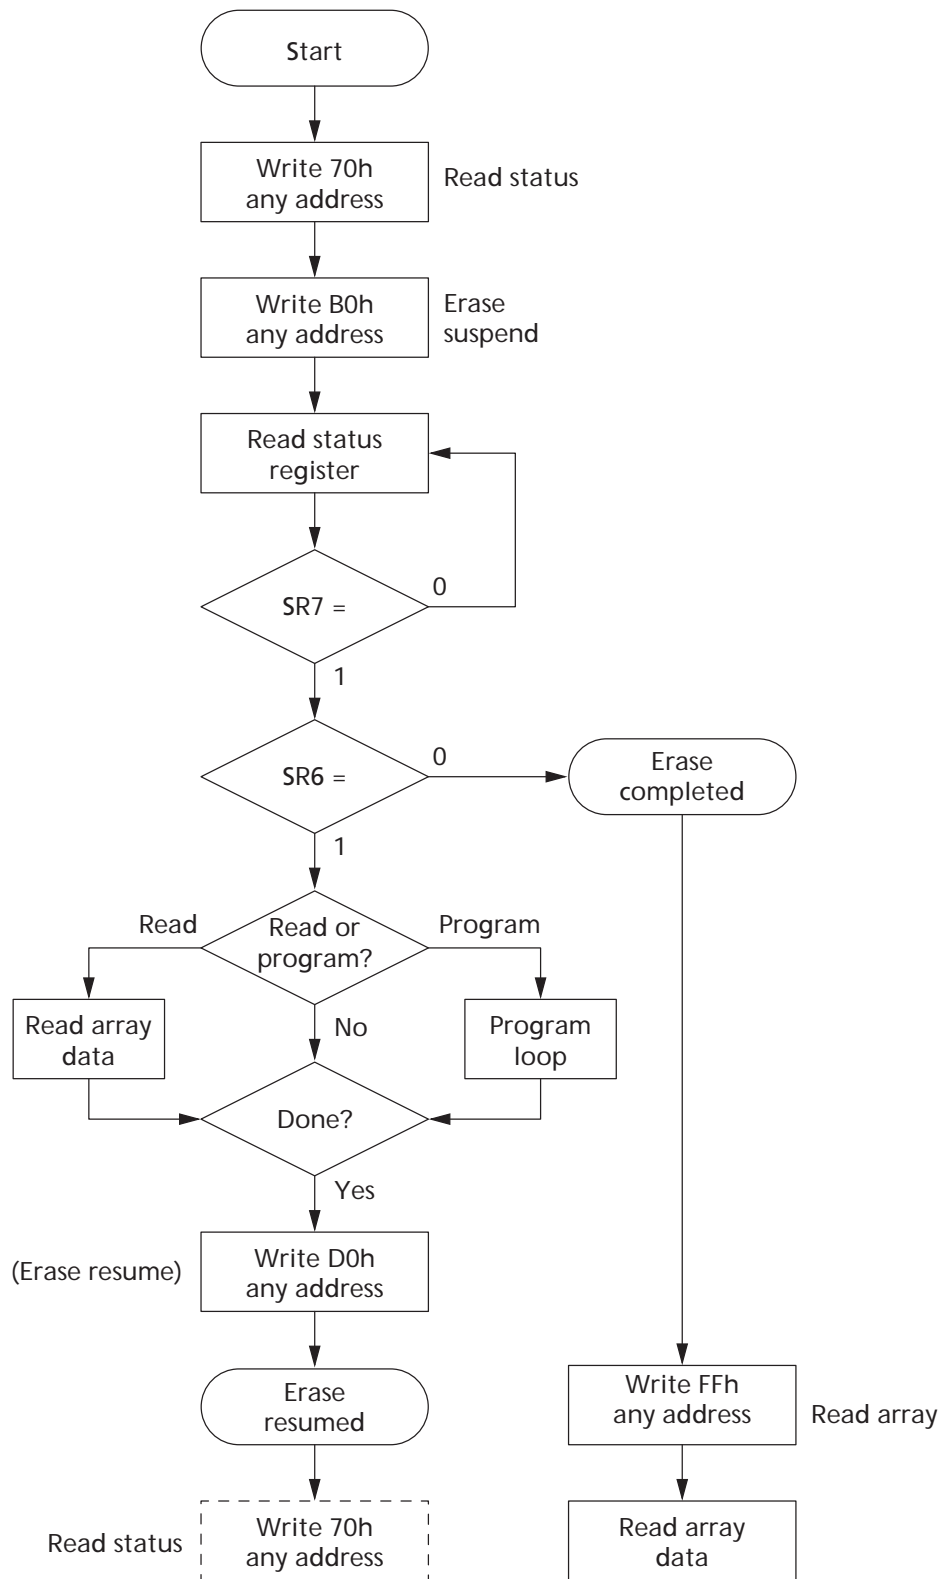 Start
Write 70h
any address
Read status
Write B0h
any address
Erase
suspend
Read status
register
SR7 =
0
1
SR6 =
0
Erase
completed
1
Read
Read or
program?
Program
Read array
data
No
Program
loop
Done?
Yes
(Erase resume)
Write D0h
any address
Erase
resumed
Write FFh
any address
Read array
Read status
Write 70h
any address
Read array
data